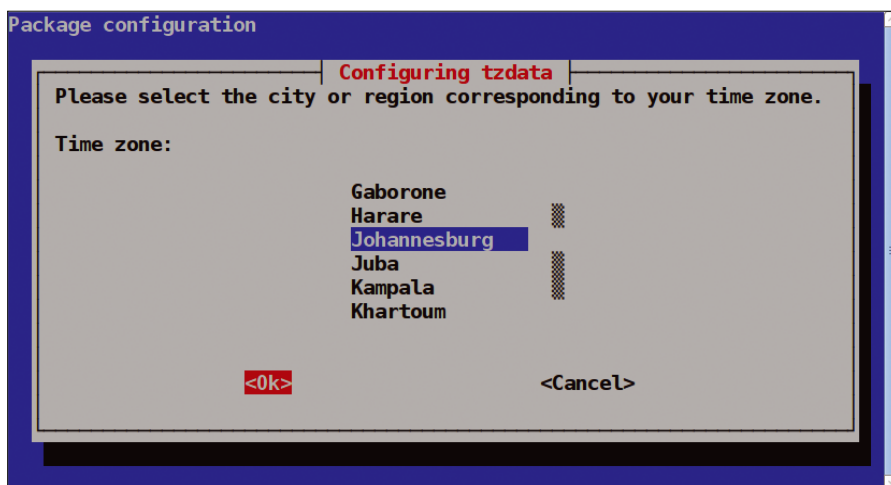 Package configuration
Configuring tzdata
Please select the city or region corresponding to your time zone.
Time zone:
Gaborone
Harare
Johannesburg
Juba
Kampala
Khartoum
<Ok> <Cancel>